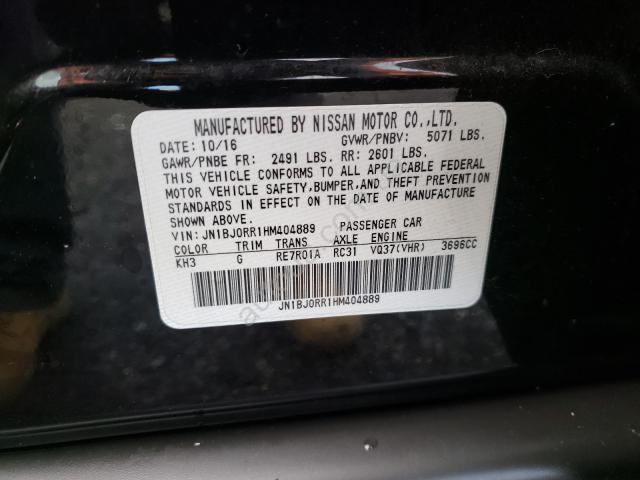 MANUFACTURED BY NISSAN MOTOR CO.,LTD.
DATE: 10/16 GVWR/PNBV: 5071 LBS.
GAWR/PNBE FR: 2491 LBS. RR: 2601 LBS.
THIS VEHICLE CONFORMS TO ALL APPLICABLE FEDERAL
MOTOR VEHICLE SAFETY, BUMPER, AND THEFT PREVENTION
STANDARDS IN EFFECT ON THE DATE OF MANUFACTURE
SHOWN ABOVE.
VIN: JN1BJ0RR1HM404889 PASSENGER CAR
COLOR TRIM TRANS AXLE ENGINE
KH3 G RE7R01A RC31 VQ37(VHR) 3696CC
JN1BJ0RR1HM404889